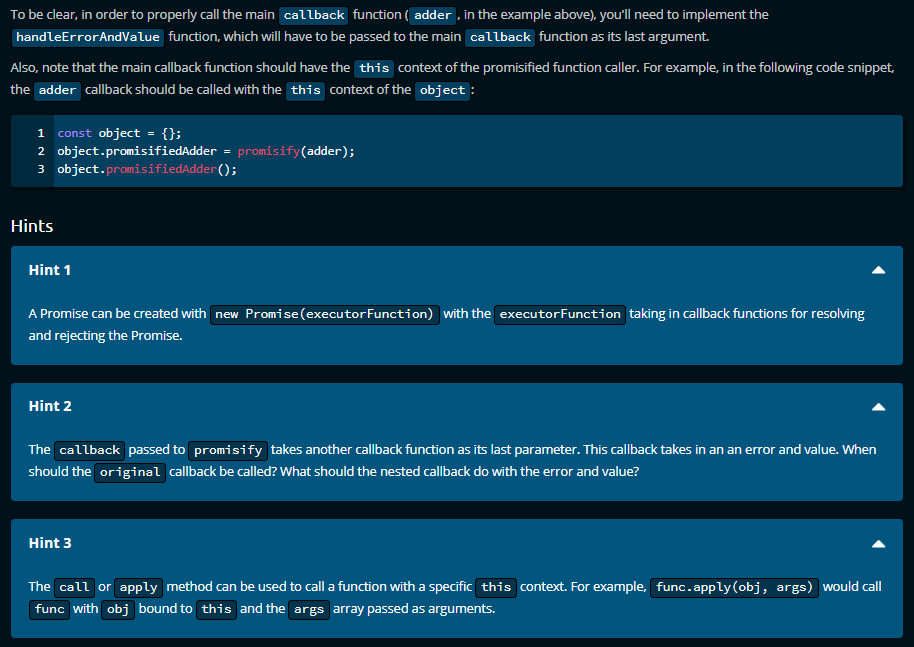 To be clear, in order to properly call the main callback function (adder, in the example above), you'll need to implement the
handleErrorAndValue function, which will have to be passed to the main callback function as its last argument.
Also, note that the main callback function should have the this context of the promisified function caller. For example, in the following code snippet,
the adder callback should be called with the this context of the object:
1 const object = {};
2 object.promisifiedAdder = promisify(adder);
3 object.promisifiedAdder();
Hints
Hint 1
A Promise can be created with new Promise(executorFunction) with the executorFunction taking in callback functions for resolving
and rejecting the Promise.
Hint 2
The callback passed to promisify takes another callback function as its last parameter. This callback takes in an an error and value. When
should the original callback be called? What should the nested callback do with the error and value?
Hint 3
The call or apply method can be used to call a function with a specific this context. For example, func.apply(obj, args) would call
func with obj bound to this and the args array passed as arguments.